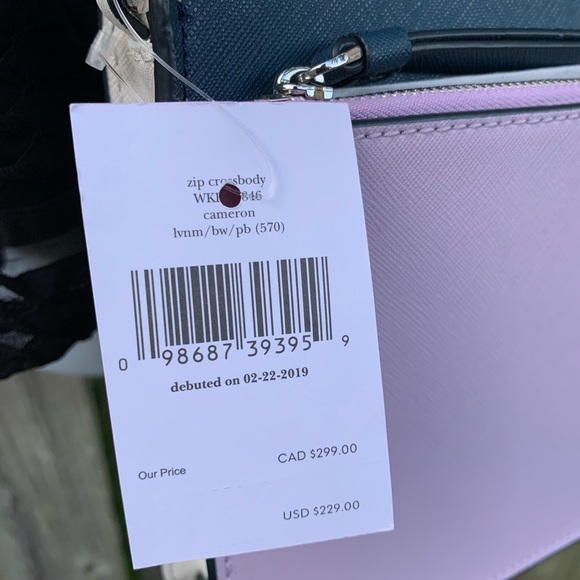 zip crossbody
cameron
lvnm/bw/pb (570)
0 98687 39395 9
debuted on 02-22-2019
Our Price
CAD $299.00
USD $229.00